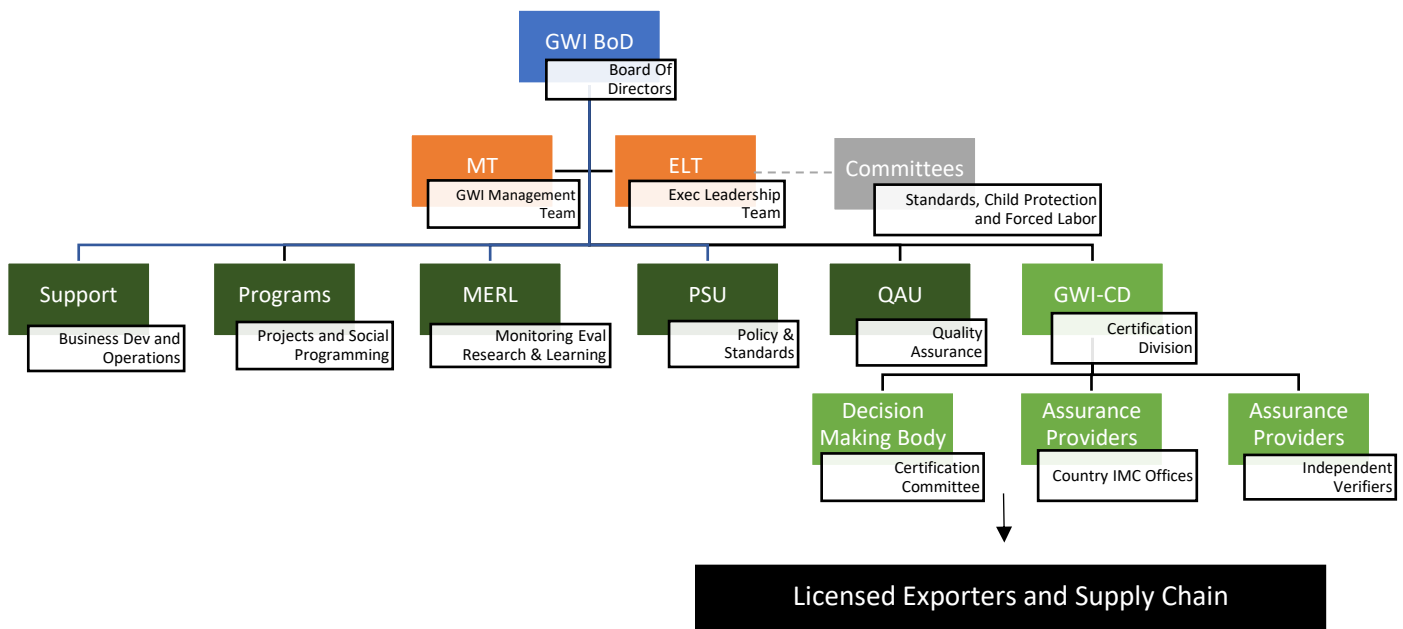 GWI BoD
Board Of
Directors
MT
GWI Management
Team
ELT
Exec Leadership
Team
Committees
Standards, Child Protection
and Forced Labor
Support
Business Dev and
Operations
Programs
Projects and Social
Programming
MERL
Monitoring Eval
Research & Learning
PSU
Policy &
Standards
QAU
Quality
Assurance
GWI-CD
Certification
Division
Decision
Making Body
Certification
Committee
Assurance
Providers
Country IMC Offices
Assurance
Providers
Independent
Verifiers
Licensed Exporters and Supply Chain